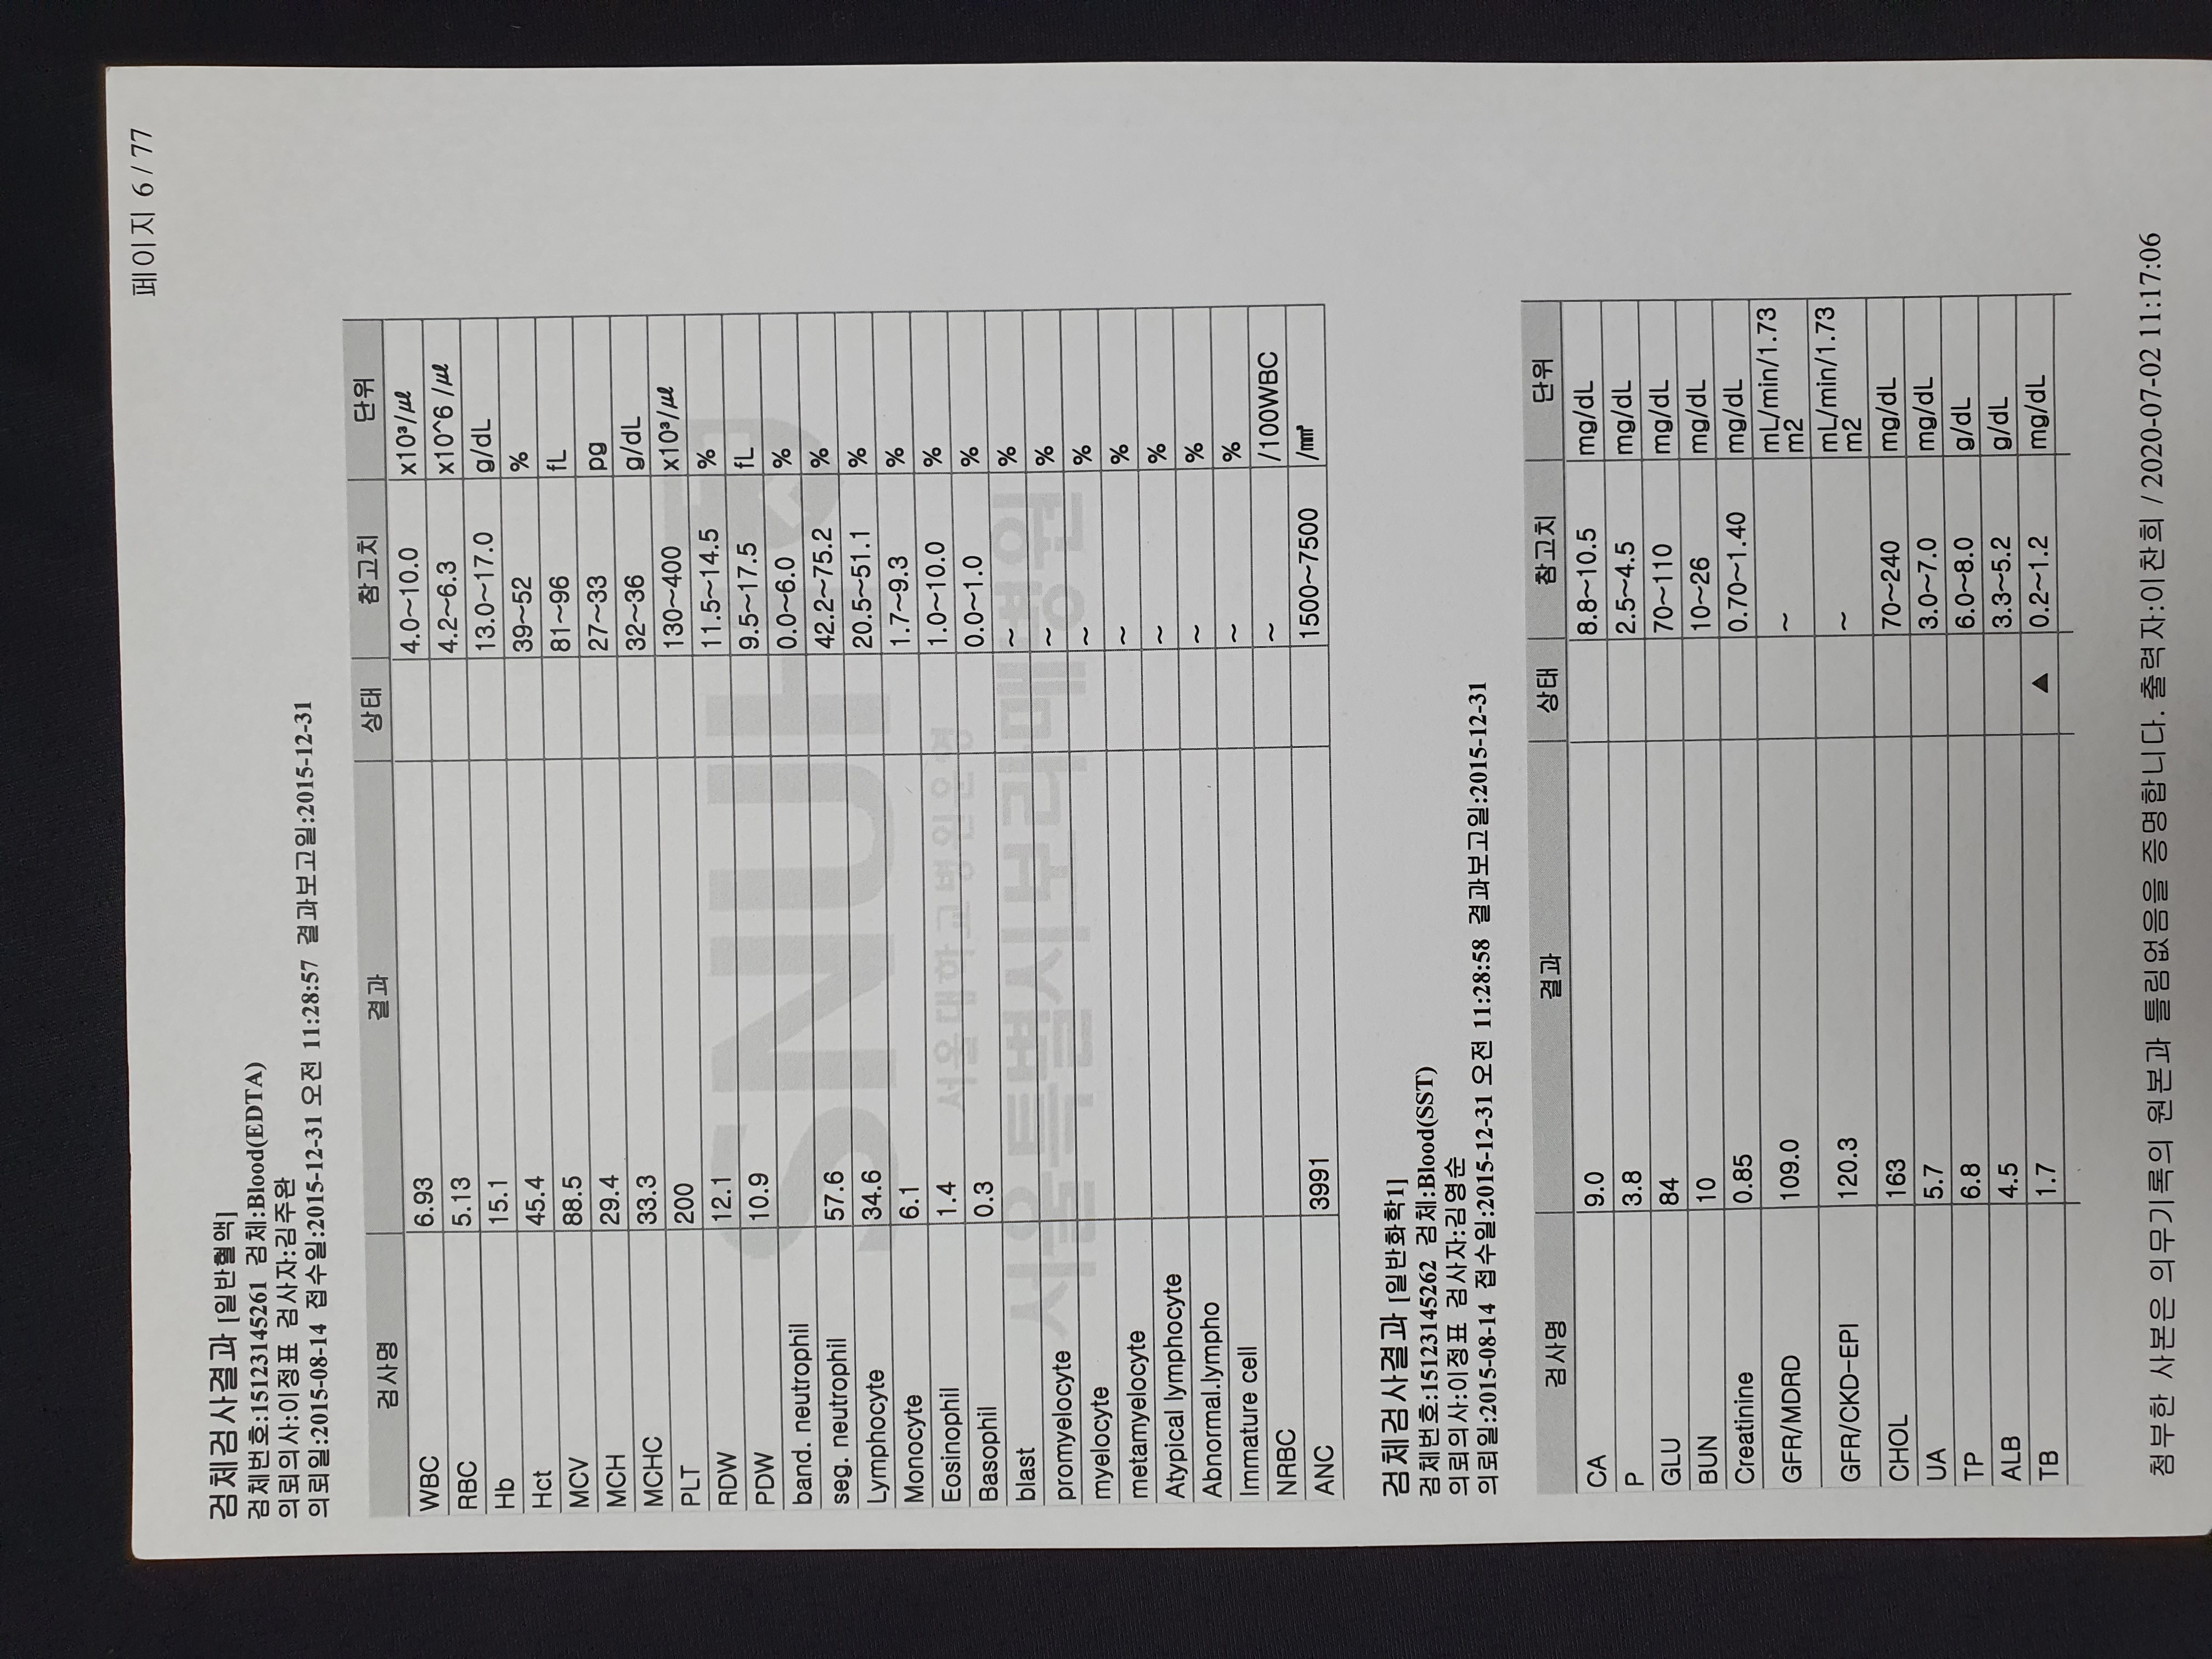 페이지 6 / 77
검체검사결과 [일반혈액]
검체번호:15123145261 검체:Blood(EDTA)
의뢰의사:이정표 검사자:김주완
의뢰일:2015-08-14 접수일:2015-12-31 오전 11:28:57 결과보고일:2015-12-31
검사명 결과 상태 참고치 단위
WBC 6.93 4.0~10.0 x10³/㎕
RBC 5.13 4.2~6.3 x10^6 /㎕
Hb 15.1 13.0~17.0 g/dL
Hct 45.4 39~52 %
MCV 88.5 81~96 fL
MCH 29.4 27~33 pg
MCHC 33.3 32~36 g/dL
PLT 200 130~400 x10³/㎕
RDW 12.1 11.5~14.5 %
PDW 10.9 9.5~17.5 fL
band. neutrophil 0.0~6.0 %
seg. neutrophil 57.6 42.2~75.2 %
Lymphocyte 34.6 20.5~51.1 %
Monocyte 6.1 1.7~9.3 %
Eosinophil 1.4 1.0~10.0 %
Basophil 0.3 0.0~1.0 %
blast ~ %
promyelocyte ~ %
myelocyte ~ %
metamyelocyte ~ %
Atypical lymphocyte ~ %
Abnormal.lympho ~ %
Immature cell ~ %
NRBC ~ /100WBC
ANC 3991 1500~7500 /㎣
SNUH
서울대학교병원운영
서울특별시보라매병원
검체검사결과 [일반화학1]
검체번호:15123145262 검체:Blood(SST)
의뢰의사:이정표 검사자:김영순
의뢰일:2015-08-14 접수일:2015-12-31 오전 11:28:58 결과보고일:2015-12-31
검사명 결과 상태 참고치 단위
CA 9.0 8.8~10.5 mg/dL
P 3.8 2.5~4.5 mg/dL
GLU 84 70~110 mg/dL
BUN 10 10~26 mg/dL
Creatinine 0.85 0.70~1.40 mg/dL
GFR/MDRD 109.0 ~ mL/min/1.73
m2
GFR/CKD-EPI 120.3 ~ mL/min/1.73
m2
CHOL 163 70~240 mg/dL
UA 5.7 3.0~7.0 mg/dL
TP 6.8 6.0~8.0 g/dL
ALB 4.5 3.3~5.2 g/dL
TB 1.7 ▲ 0.2~1.2 mg/dL
첨부한 사본은 의무기록의 원본과 틀림없음을 증명합니다. 출력자:이찬희 / 2020-07-02 11:17:06